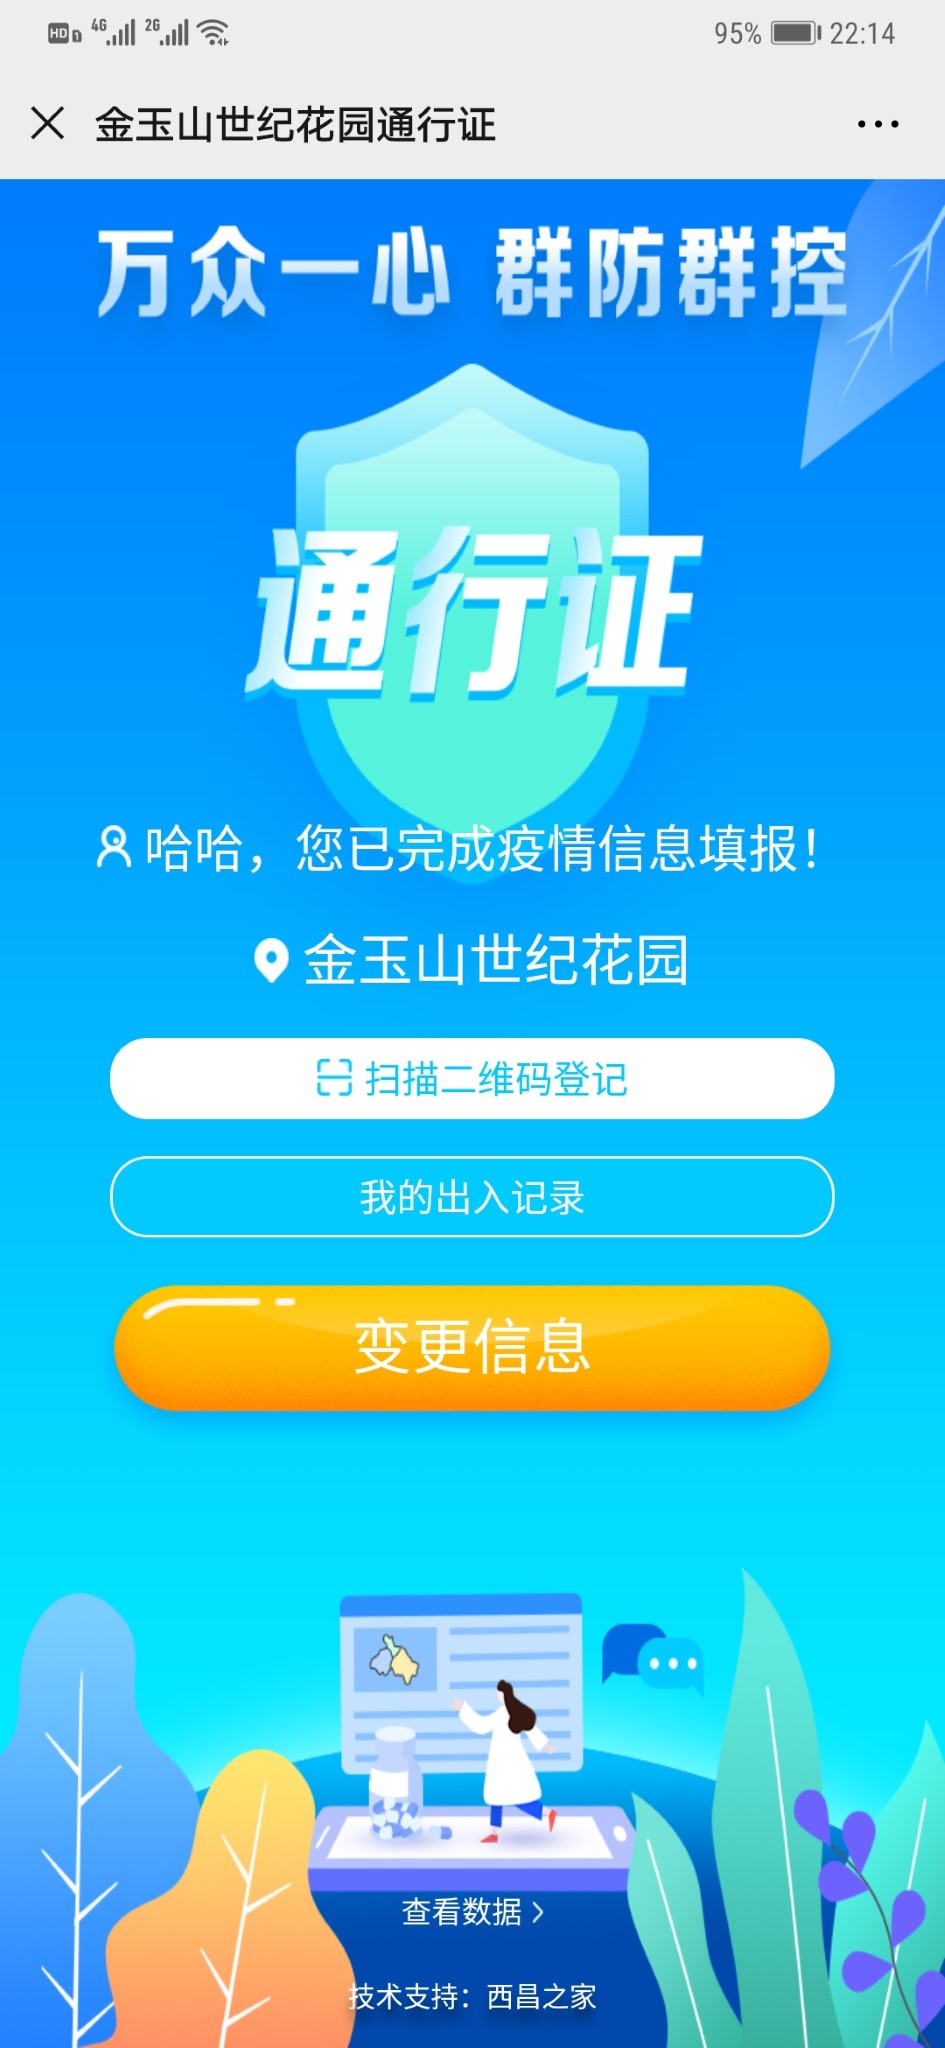 HD 1 4G 2G 95% 22:14
金玉山世纪花园通行证
万众一心 群防群控
通行证
哈哈，您已完成疫情信息填报！
金玉山世纪花园
扫描二维码登记
我的出入记录
变更信息
查看数据
技术支持：西昌之家